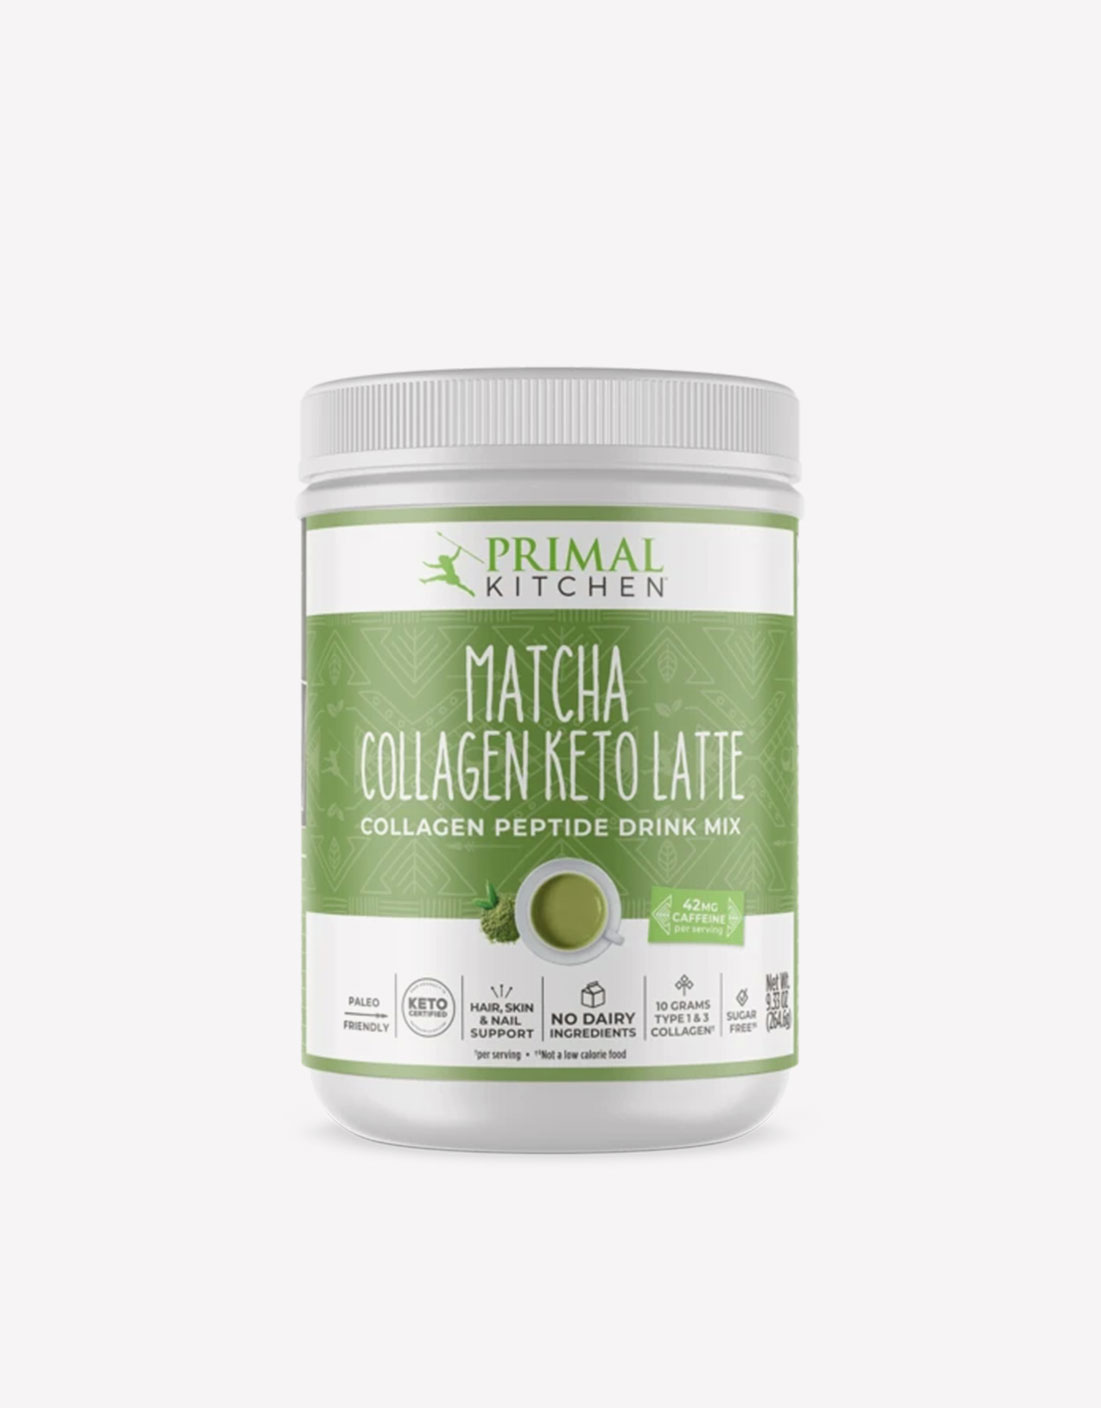 PRIMAL
KITCHEN™
MATCHA
COLLAGEN KETO LATTE
COLLAGEN PEPTIDE DRINK MIX
42MG
CAFFEINE
per serving
PALEO
FRIENDLY
KETO
CERTIFIED
HAIR, SKIN
& NAIL
SUPPORT
NO DAIRY
INGREDIENTS
10 GRAMS
TYPE 1 & 3
COLLAGEN†
SUGAR
FREE†‡
Net Wt.
9.33 OZ
(264.6g)
†per serving • †‡Not a low calorie food